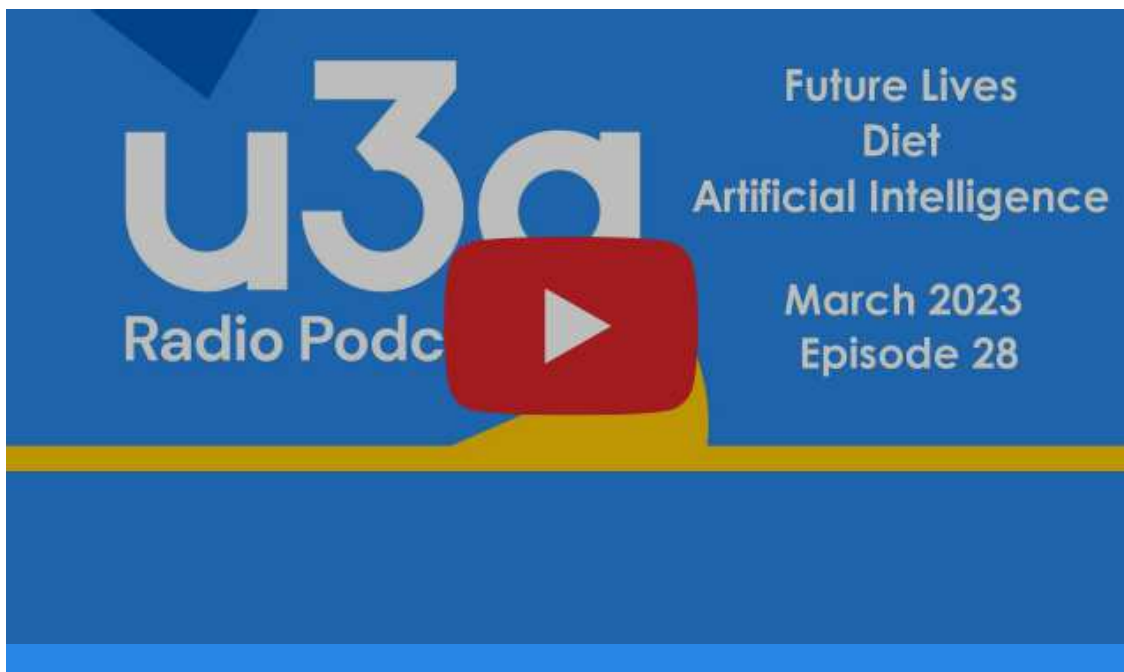 u3a
Radio Podc
Future Lives
Diet
Artificial Intelligence
March 2023
Episode 28